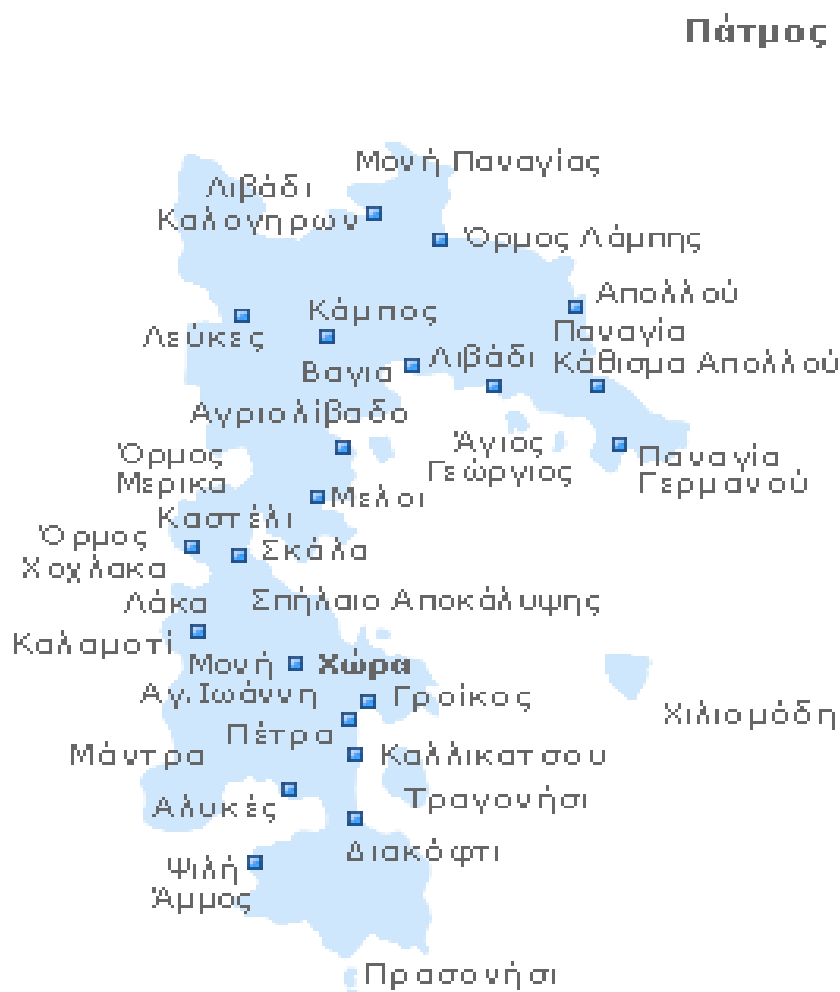 Πάτμος
Μονή Παναγίας
Λιβάδι
Καλογηρων
Όρμος Λάμπης
Απολλού
Κάμπος
Λεύκες
Παναγία
Κάθισμα Απολλού
Λιβάδι
Βαγια
Αγριολίβαδο
Άγιος
Γεώργιος
Παναγία
Γερμανού
Όρμος
Μερικα
Μελοι
Καστέλι
Όρμος
Χοχλακα
Σκάλα
Λάκα
Σπήλαιο Αποκάλυψης
Καλαμοτί
Μονή
Αγ. Ιωάννη
Χώρα
Γροίκος
Χιλιομόδη
Πέτρα
Μάντρα
Καλλικατσου
Τραγονήσι
Αλυκές
Διακόφτι
Ψιλή
Άμμος
Πρασονήσι